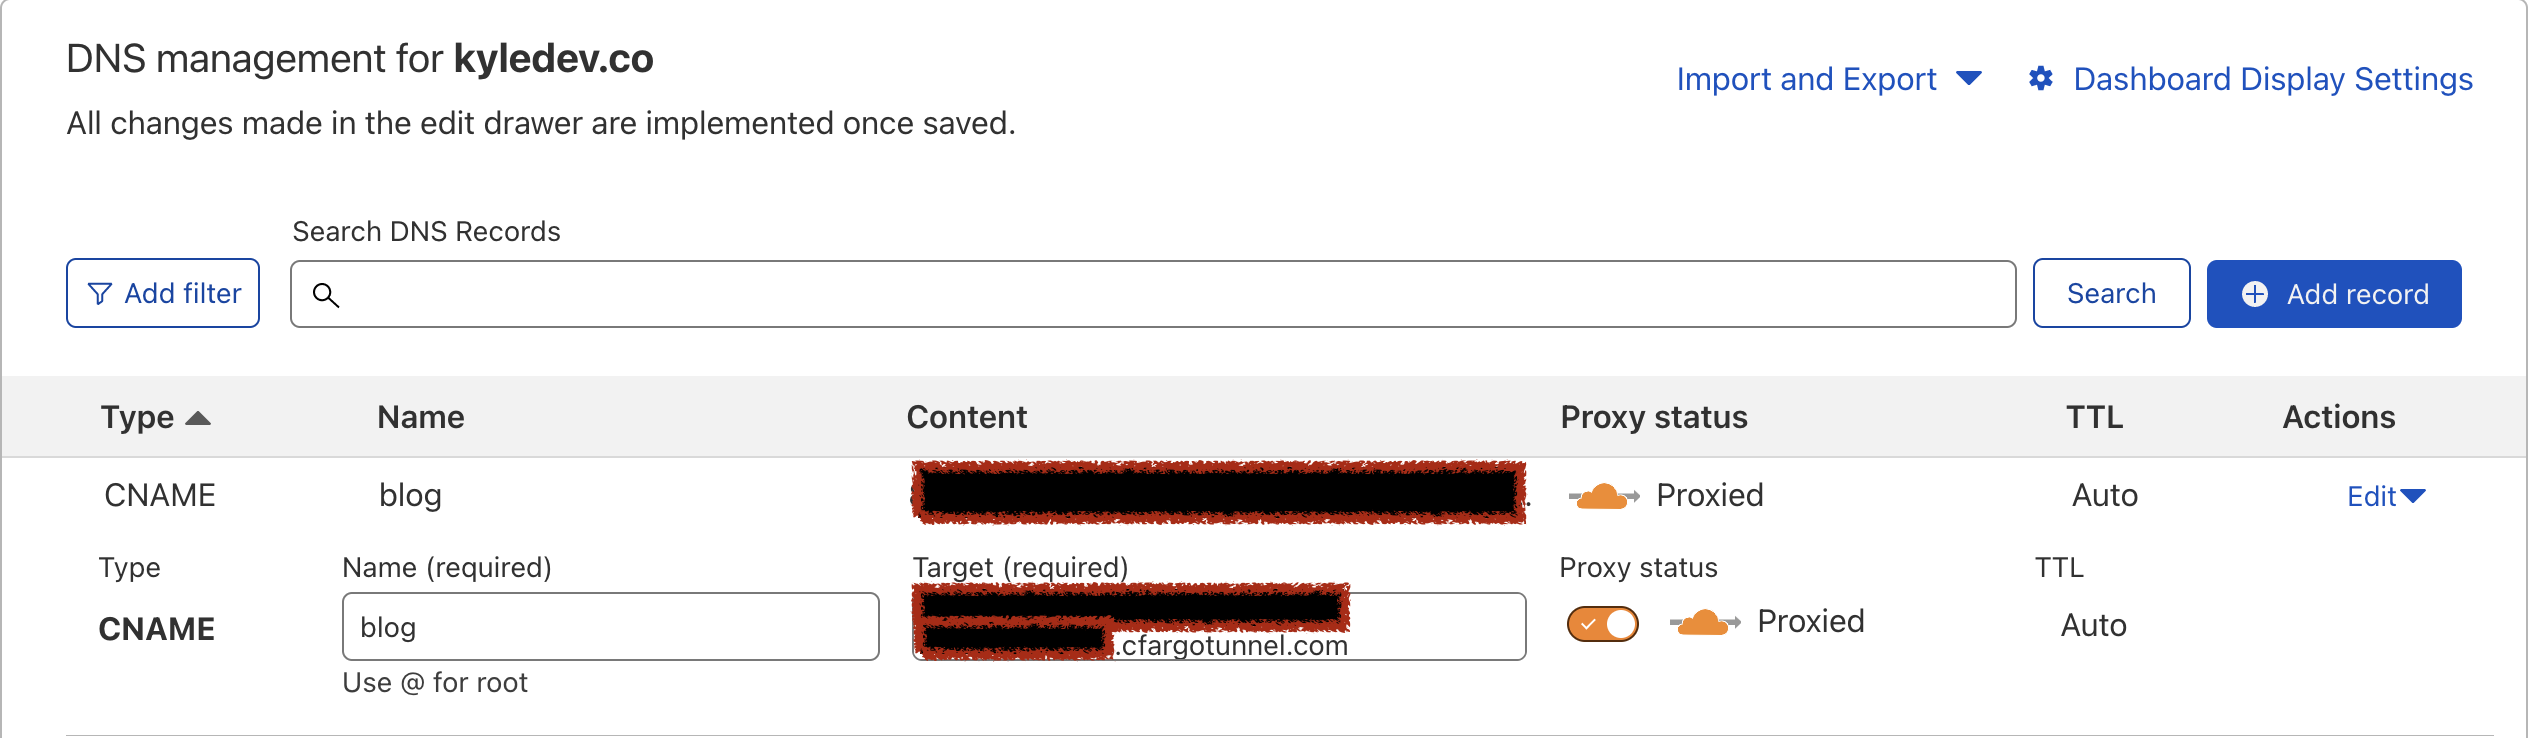 DNS management for kyledev.co
Import and Export
Dashboard Display Settings
All changes made in the edit drawer are implemented once saved.
Search DNS Records
Add filter
Search
Add record
Type Name Content Proxy status TTL Actions
CNAME blog . Proxied Auto Edit
Type Name (required) Target (required) Proxy status TTL
CNAME blog .cfargotunnel.com Proxied Auto
Use @ for root